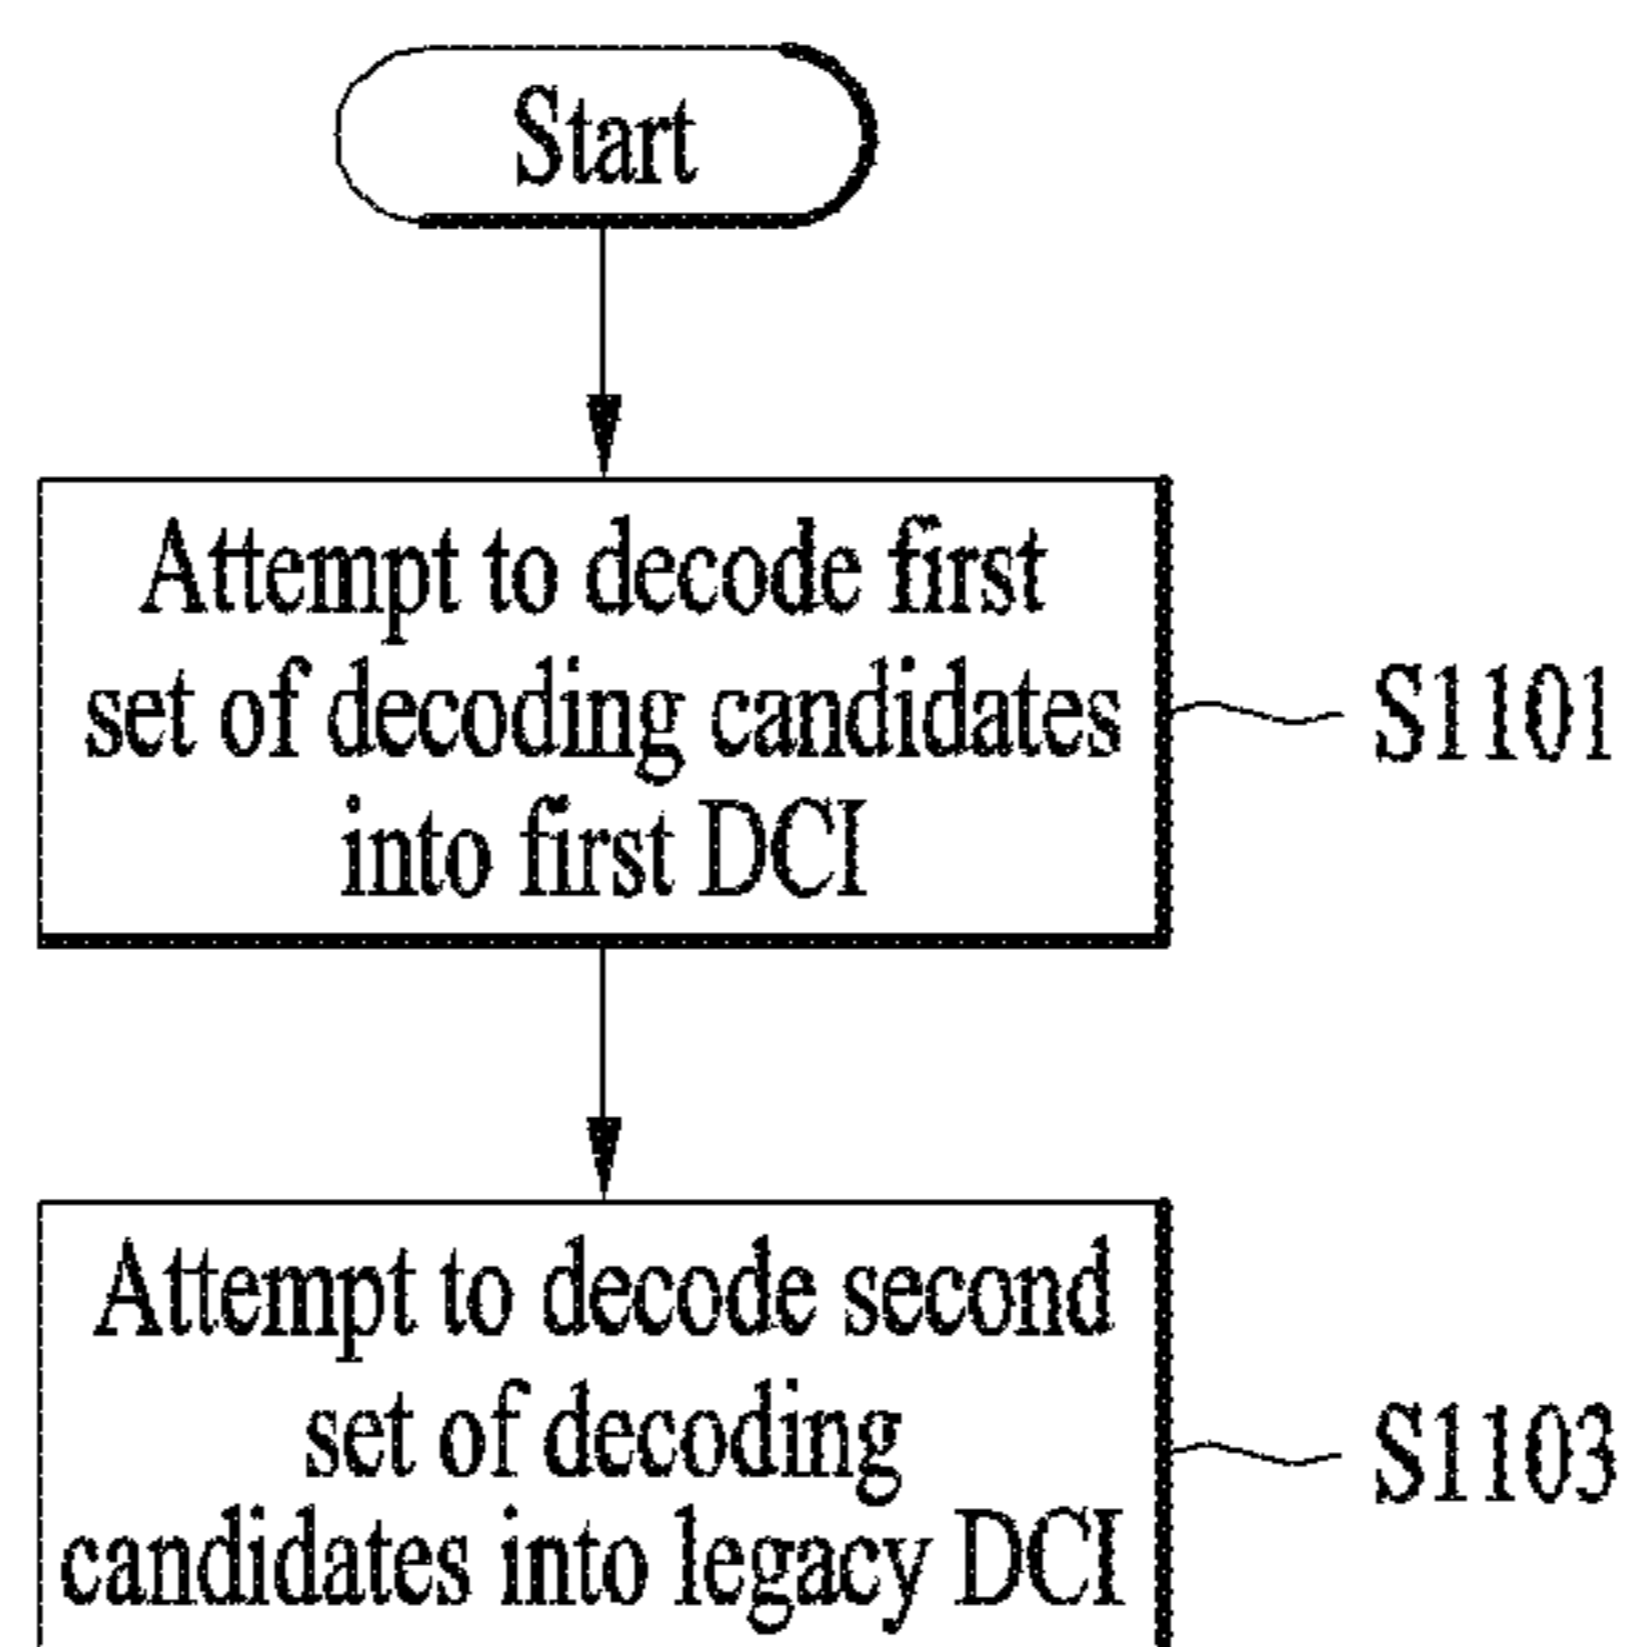 Start
Attempt to decode first
set of decoding candidates
into first DCI
S1101
Attempt to decode second
set of decoding
candidates into legacy DCI
S1103